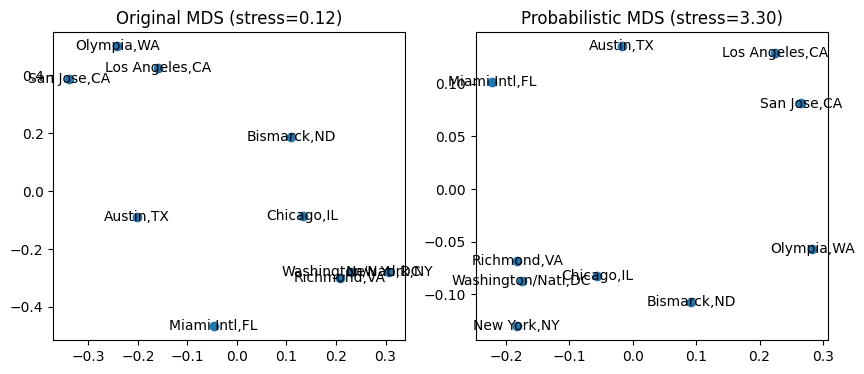 Original MDS (stress=0.12)
Olympia,WA
San Jose,CA
Los Angeles,CA
Bismarck,ND
Austin,TX
Chicago,IL
Washington/Natl,DC
New York,NY
Richmond,VA
Miami Intl,FL
0.4
0.2
0.0
−0.2
−0.4
−0.3
−0.2
−0.1
0.0
0.1
0.2
0.3
Probabilistic MDS (stress=3.30)
Austin,TX
Los Angeles,CA
Miami Intl,FL
San Jose,CA
Olympia,WA
Richmond,VA
Washington/Natl,DC
Chicago,IL
Bismarck,ND
New York,NY
0.10
0.05
0.00
−0.05
−0.10
−0.2
−0.1
0.0
0.1
0.2
0.3